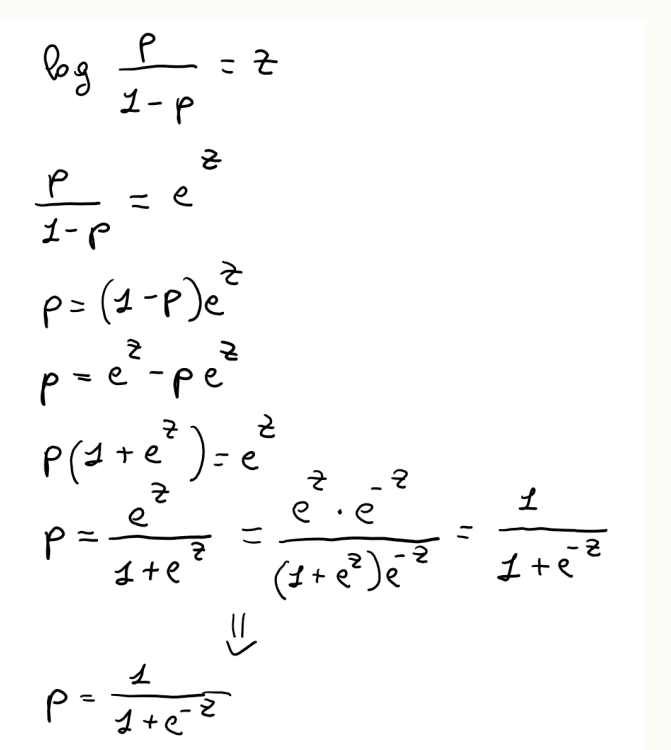 log p/(1-p) = z
p/(1-p) = e^z
p = (1-p)e^z
p = e^z - pe^z
p(1+e^z) = e^z
p = e^z/(1+e^z) = (e^z · e^-z)/((1+e^z)e^-z) = 1/(1+e^-z)
⇓
p = 1/(1+e^-z)